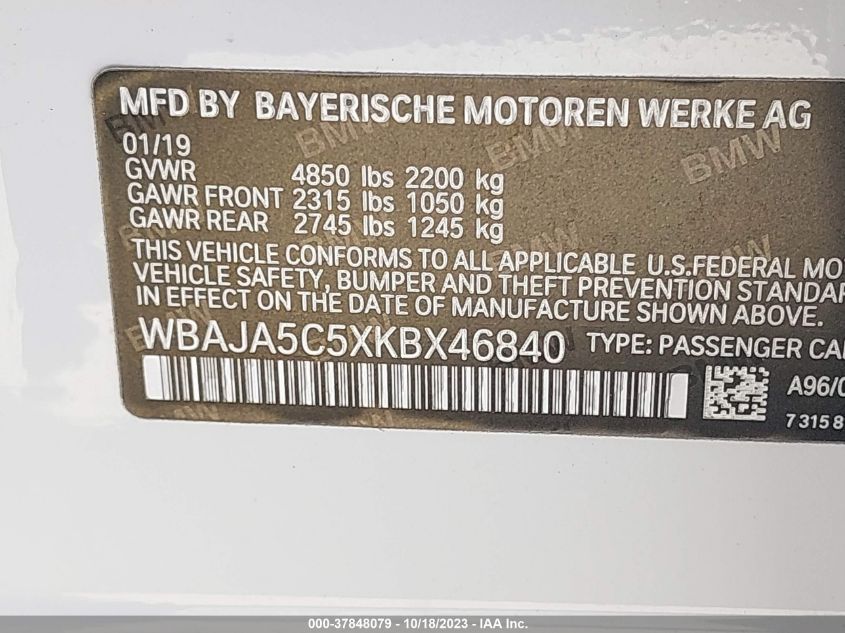 MFD BY BAYERISCHE MOTOREN WERKE AG
01/19
GVWR 4850 lbs 2200 kg
GAWR FRONT 2315 lbs 1050 kg
GAWR REAR 2745 lbs 1245 kg
THIS VEHICLE CONFORMS TO ALL APPLICABLE U.S.FEDERAL MO
VEHICLE SAFETY, BUMPER AND THEFT PREVENTION STANDAR
IN EFFECT ON THE DATE OF MANUFACTURE SHOWN ABOVE.
WBAJA5C5XKBX46840 TYPE: PASSENGER CA
A96/
73158
000-37848079 - 10/18/2023 - IAA Inc.